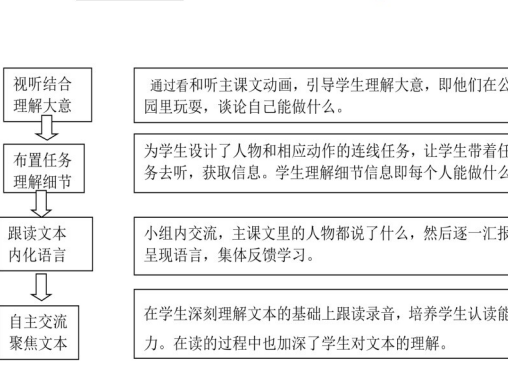 视听结合
理解大意
通过看和听主课文动画，引导学生理解大意，即他们在公
园里玩耍，谈论自己能做什么。
布置任务
理解细节
为学生设计了人物和相应动作的连线任务，让学生带着任
务去听，获取信息。学生理解细节信息即每个人能做什么
跟读文本
内化语言
小组内交流，主课文里的人物都说了什么，然后逐一汇报
呈现语言，集体反馈学习。
自主交流
聚焦文本
在学生深刻理解文本的基础上跟读录音，培养学生认读能
力。在读的过程中也加深了学生对文本的理解。